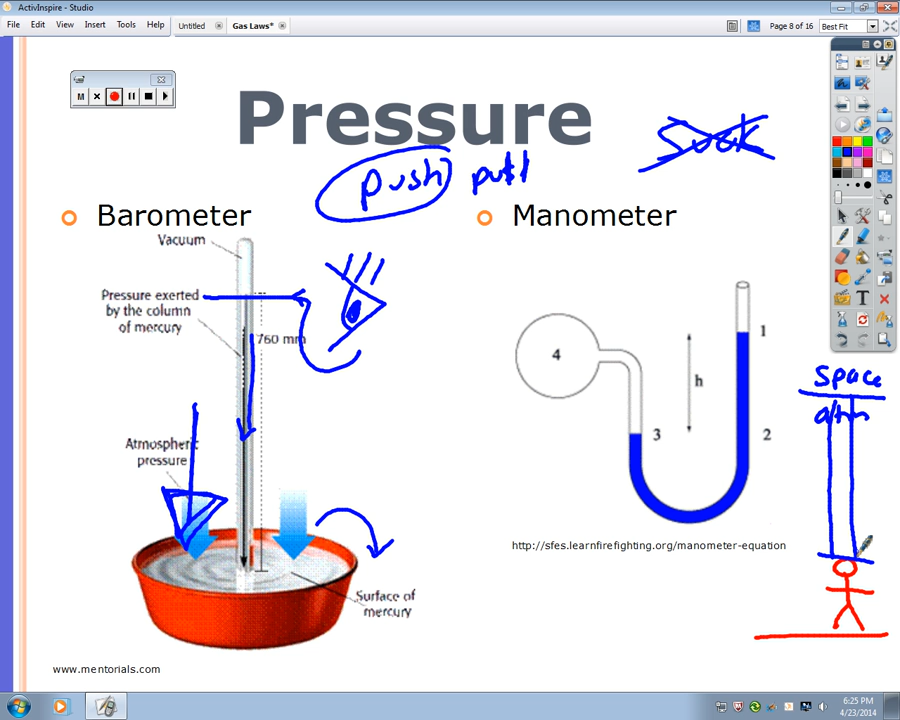 ActivInspire - Studio
File Edit View Insert Tools Help
Untitled
Gas Laws*
Page 8 of 16
Best Fit
M
Pressure
push
Suck
Barometer
Manometer
Vacuum
Pressure exerted
by the column
of mercury
760 mm
Atmospheric
pressure
Surface of
mercury
www.mentorials.com
1
4
h
3
2
http://sfes.learnfirefighting.org/manometer-equation
Space
atm
T
6:25 PM
4/23/2014